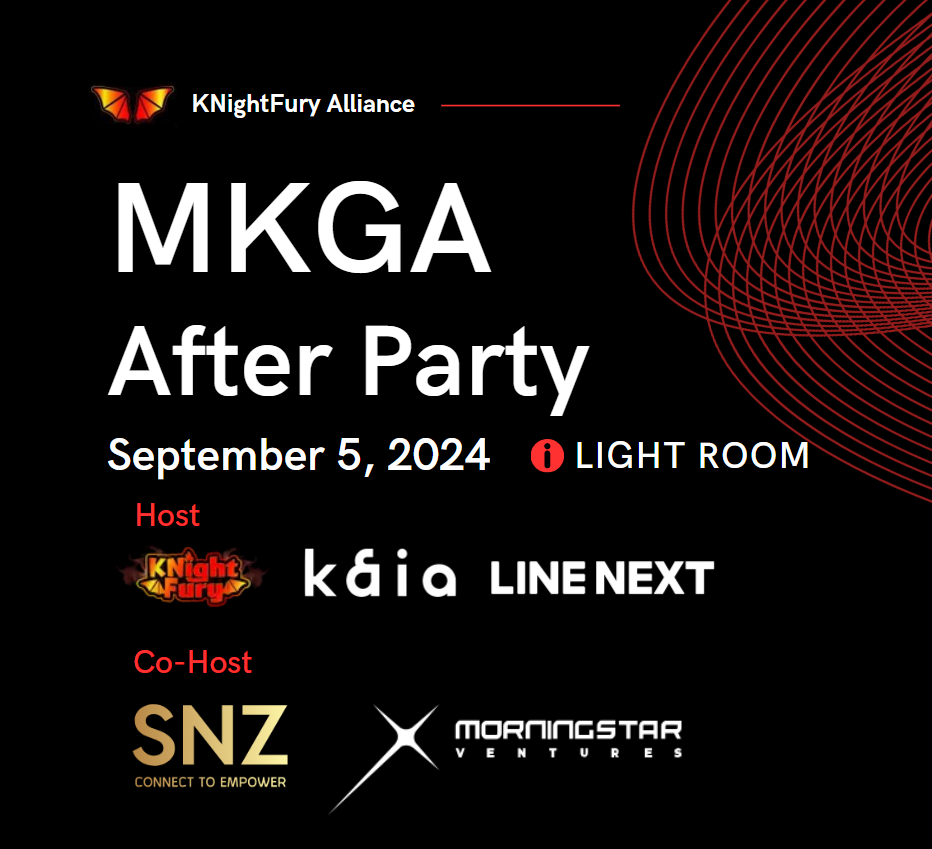 KNightFury Alliance
MKGA
After Party
September 5, 2024 LIGHT ROOM
Host
KNight
Fury
kaia LINE NEXT
Co-Host
SNZ
CONNECT TO EMPOWER
MORNINGSTAR
VENTURES